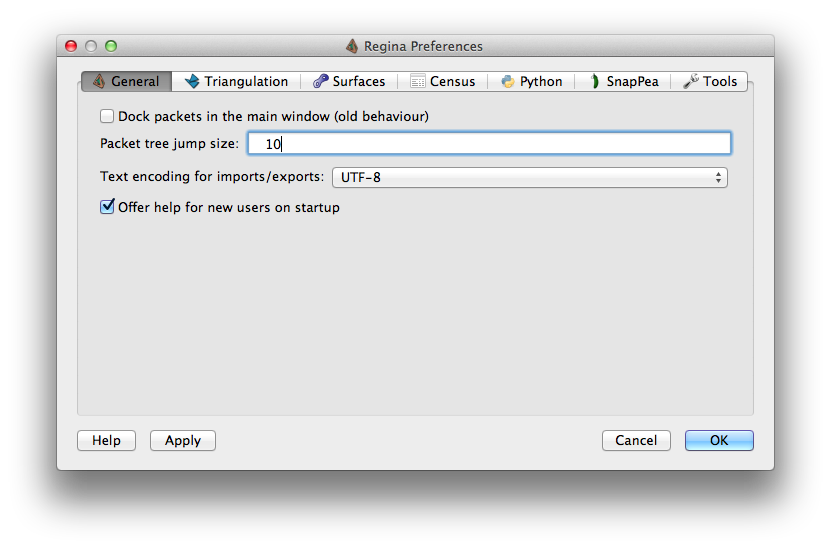 Regina Preferences
General Triangulation Surfaces Census Python SnapPea Tools
Dock packets in the main window (old behaviour)
Packet tree jump size: 10
Text encoding for imports/exports: UTF-8
Offer help for new users on startup
Help Apply Cancel OK